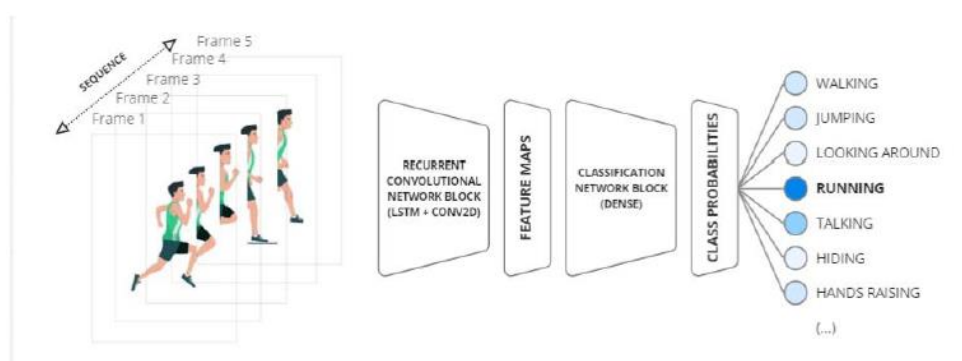 SEQUENCE
Frame 5
Frame 4
Frame 3
Frame 2
Frame 1
RECURRENT
CONVOLUTIONAL
NETWORK BLOCK
(LSTM + CONV2D)
FEATURE MAPS
CLASSIFICATION
NETWORK BLOCK
(DENSE)
CLASS PROBABILITIES
WALKING
JUMPING
LOOKING AROUND
RUNNING
TALKING
HIDING
HANDS RAISING
(...)